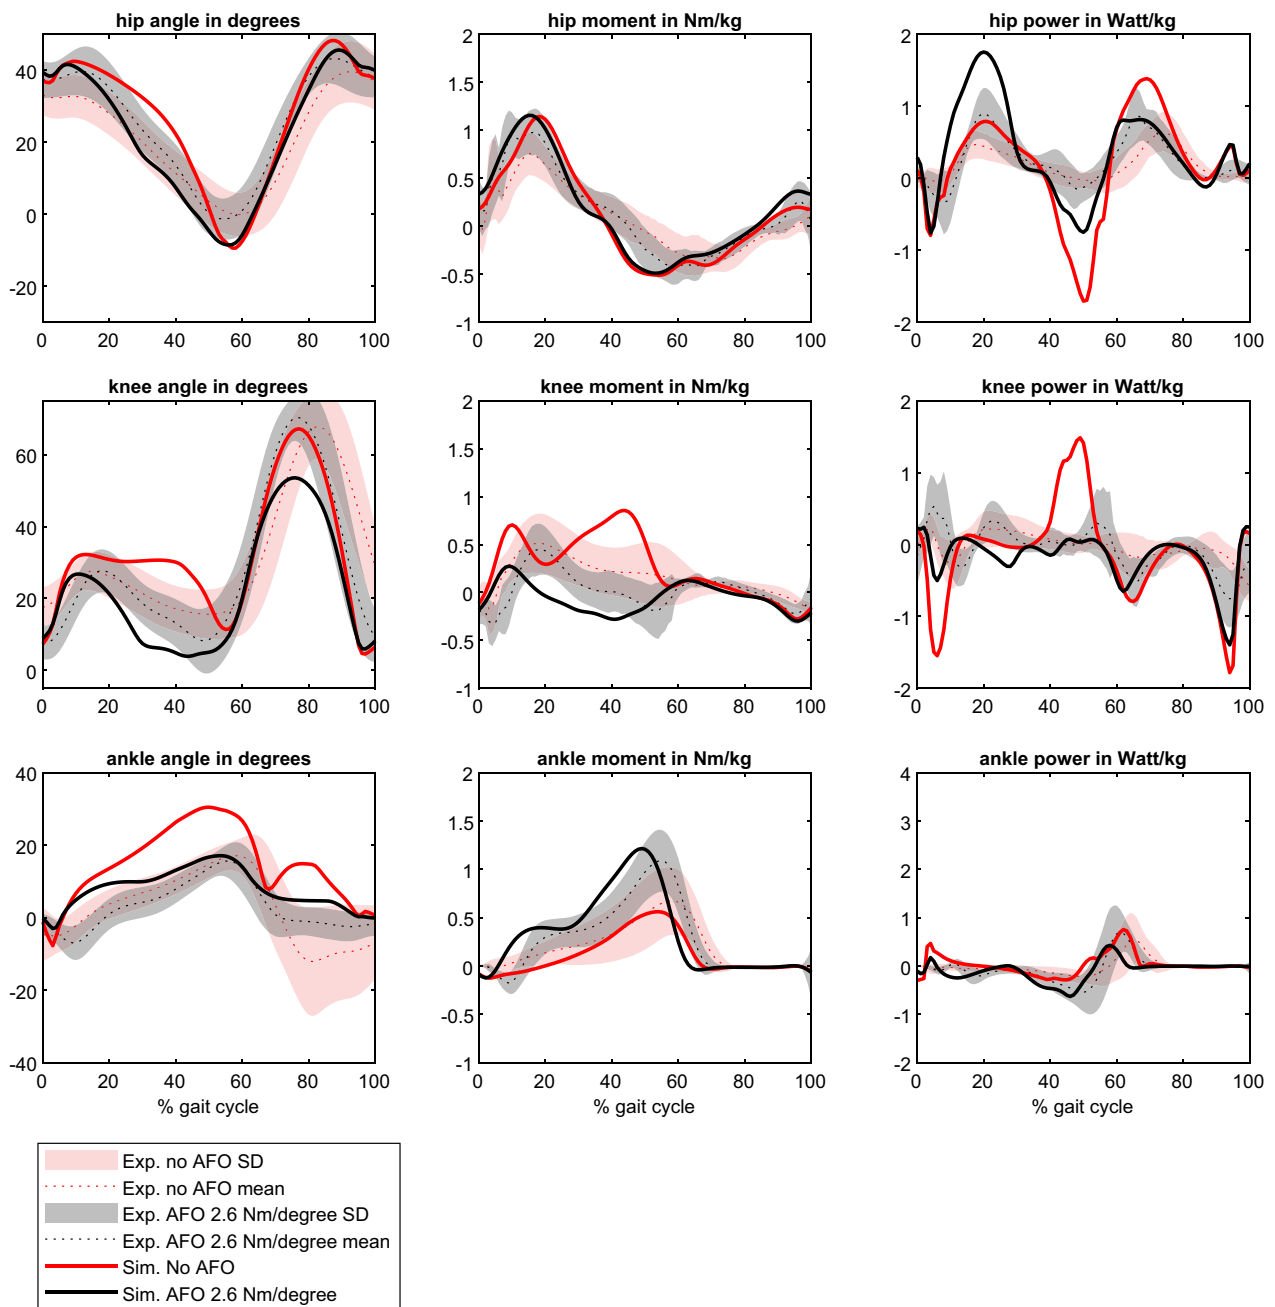 hip angle in degrees
hip moment in Nm/kg
hip power in Watt/kg
40
20
0
-20
0 20 40 60 80 100
2
1.5
1
0.5
0
-0.5
-1
0 20 40 60 80 100
2
1
0
-1
-2
0 20 40 60 80 100
knee angle in degrees
knee moment in Nm/kg
knee power in Watt/kg
60
40
20
0
0 20 40 60 80 100
2
1.5
1
0.5
0
-0.5
-1
0 20 40 60 80 100
2
1
0
-1
-2
0 20 40 60 80 100
ankle angle in degrees
ankle moment in Nm/kg
ankle power in Watt/kg
40
20
0
-20
-40
0 20 40 60 80 100
% gait cycle
2
1.5
1
0.5
0
-0.5
-1
0 20 40 60 80 100
% gait cycle
4
3
2
1
0
-1
-2
0 20 40 60 80 100
% gait cycle
Exp. no AFO SD
Exp. no AFO mean
Exp. AFO 2.6 Nm/degree SD
Exp. AFO 2.6 Nm/degree mean
Sim. No AFO
Sim. AFO 2.6 Nm/degree